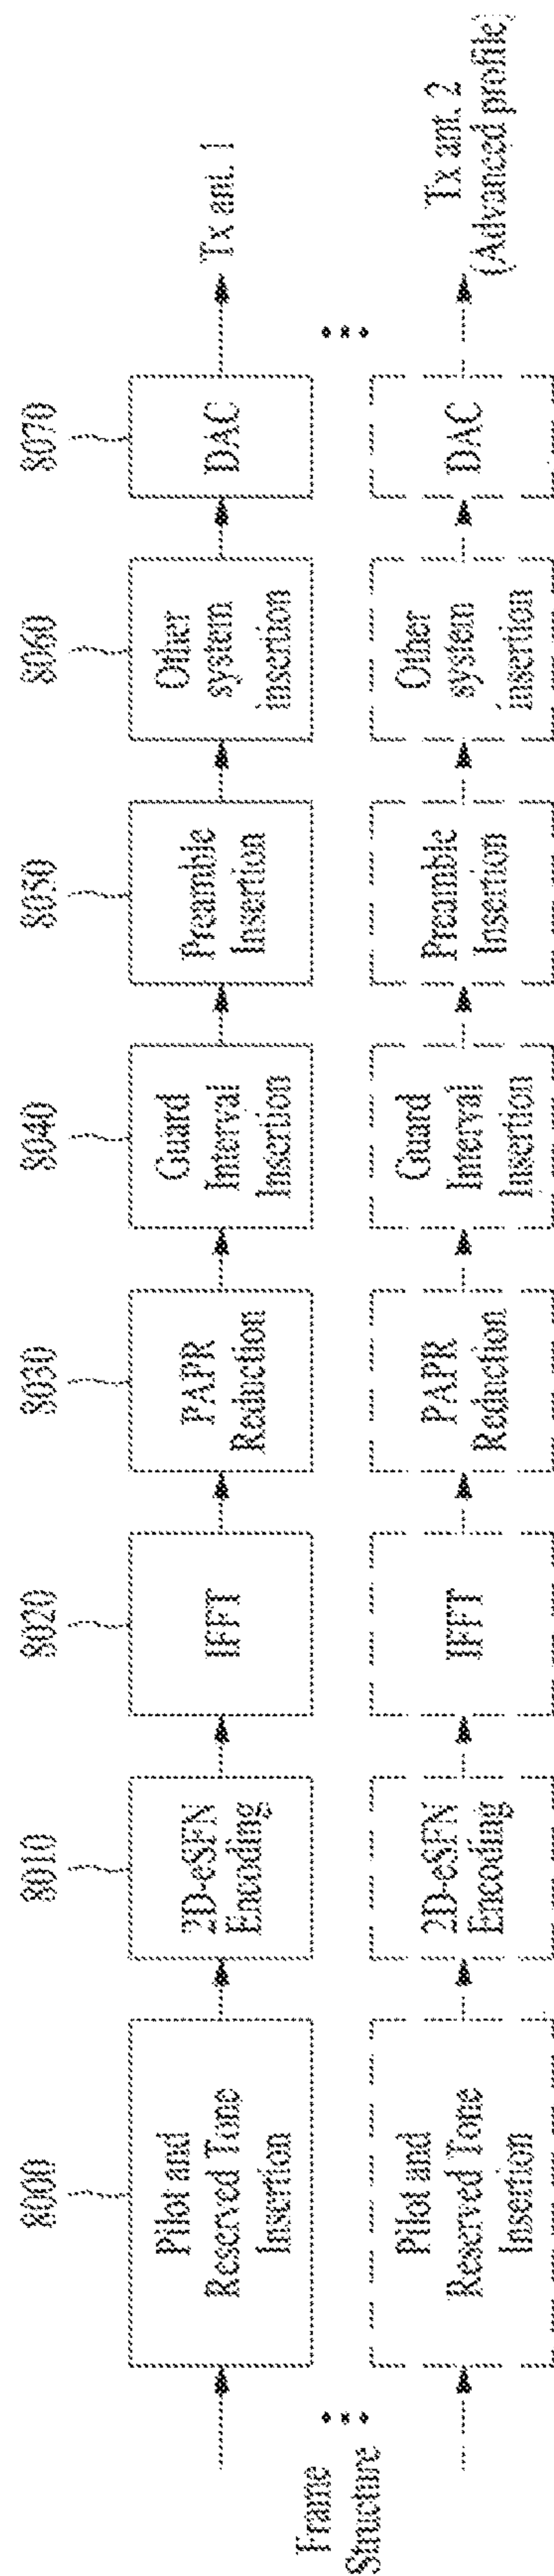 Frame
Structure
8000
Pilot and
Reserved Tone
Insertion
8010
2D-eSFN
Encoding
8020
IFFT
8030
PAPR
Reduction
8040
Guard
Interval
Insertion
8050
Preamble
Insertion
8060
Other
system
insertion
8070
DAC
Tx ant. 1
Pilot and
Reserved Tone
Insertion
2D-eSFN
Encoding
IFFT
PAPR
Reduction
Guard
Interval
Insertion
Preamble
Insertion
Other
system
insertion
DAC
Tx ant. 2
(Advanced profile)